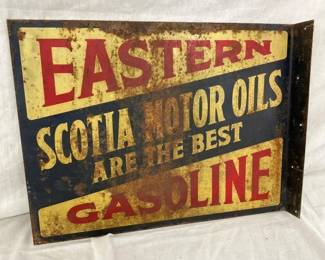 EASTERN
SCOTIA MOTOR OILS
ARE THE BEST
GASOLINE